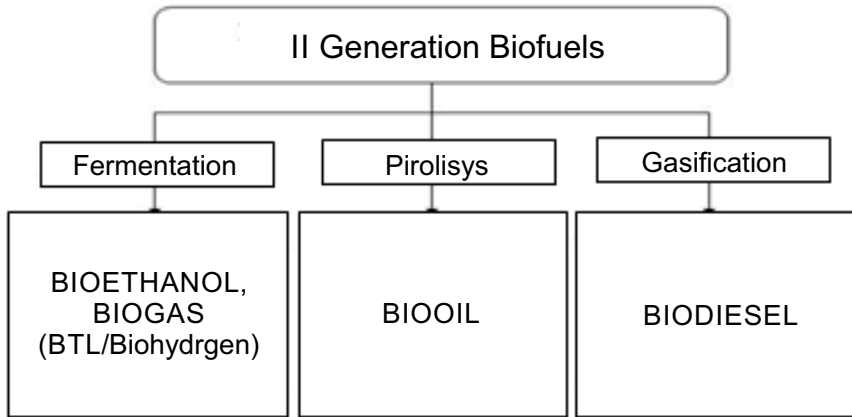 II Generation Biofuels
Fermentation
Pirolisys
Gasification
BIOETHANOL,
BIOGAS
(BTL/Biohydrgen)
BIOOIL
BIODIESEL